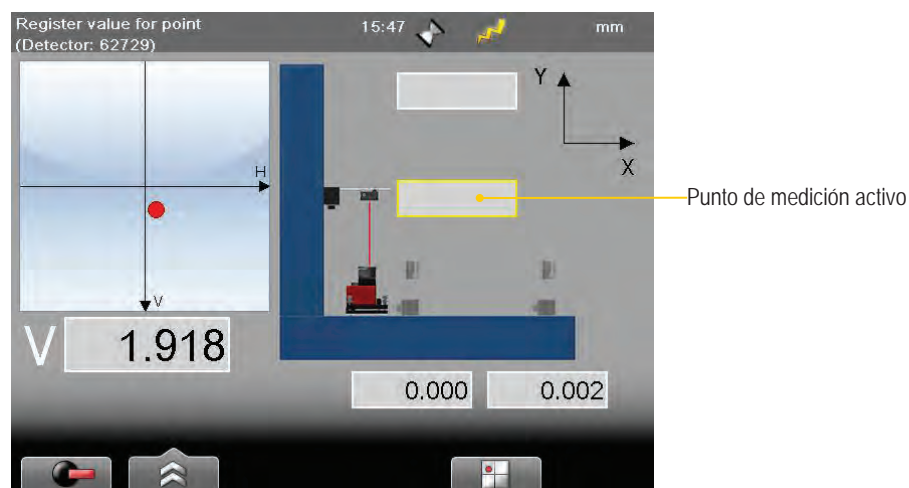 Register value for point
(Detector: 62729)
15:47
mm
Y
X
H
V
V
1.918
0.000
0.002
Punto de medición activo